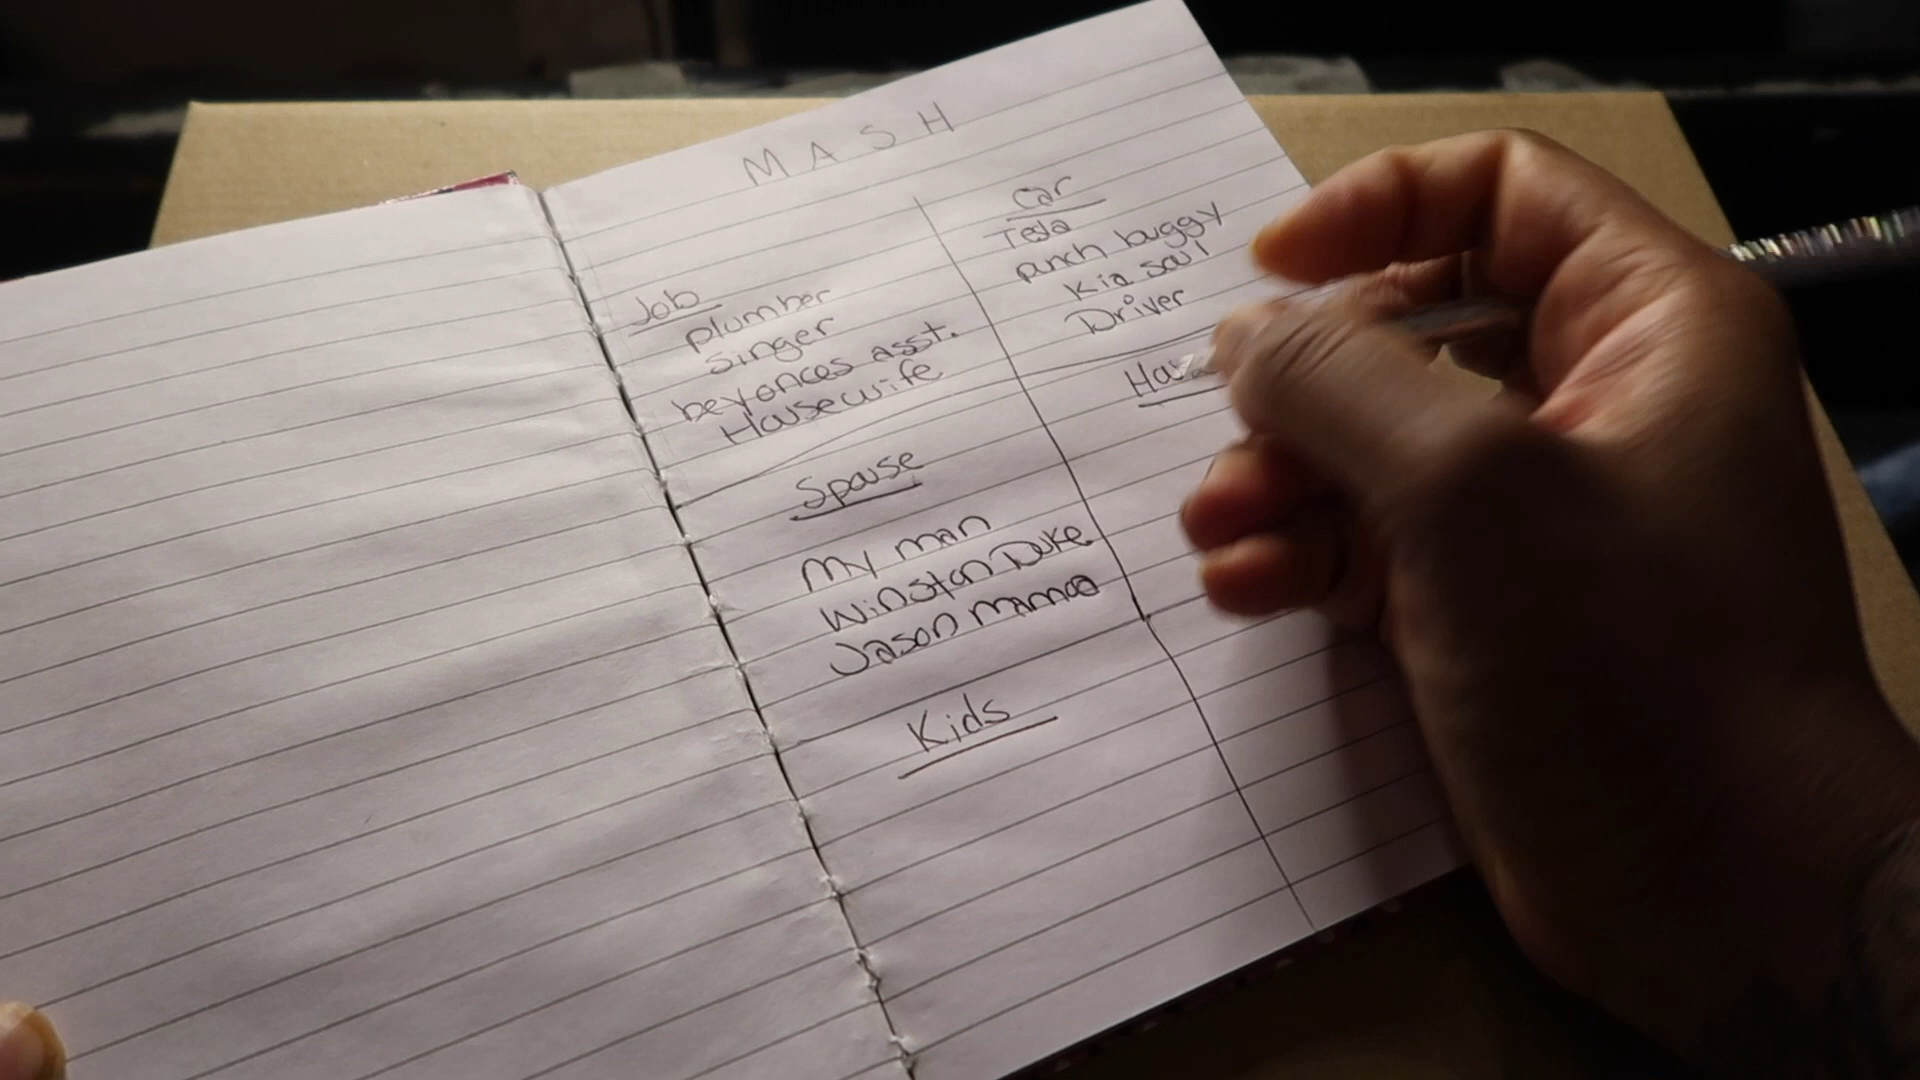 M A S H
Job
plumber
singer
beyonces asst.
Housewife
Spouse
My man
Winston Duke
Jason Mamoa
Kids
Car
Tesla
punch buggy
Kia soul
Driver